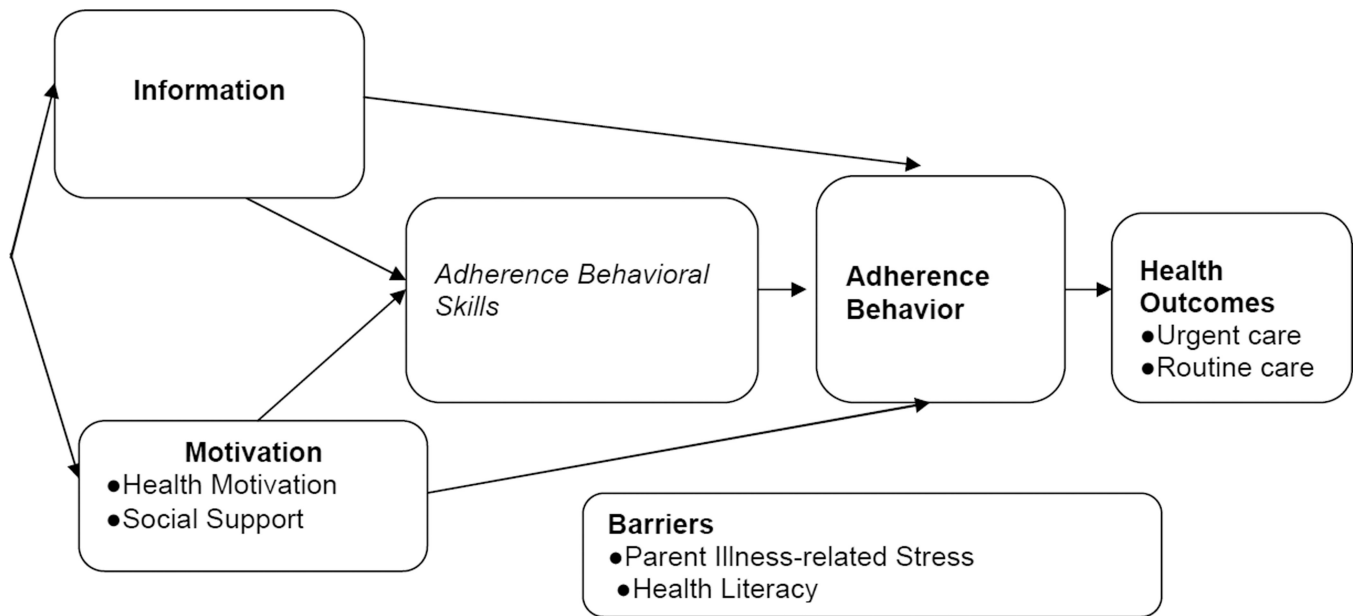 Information
Adherence Behavioral
Skills
Adherence
Behavior
Health
Outcomes
●Urgent care
●Routine care
Motivation
●Health Motivation
●Social Support
Barriers
●Parent Illness-related Stress
●Health Literacy